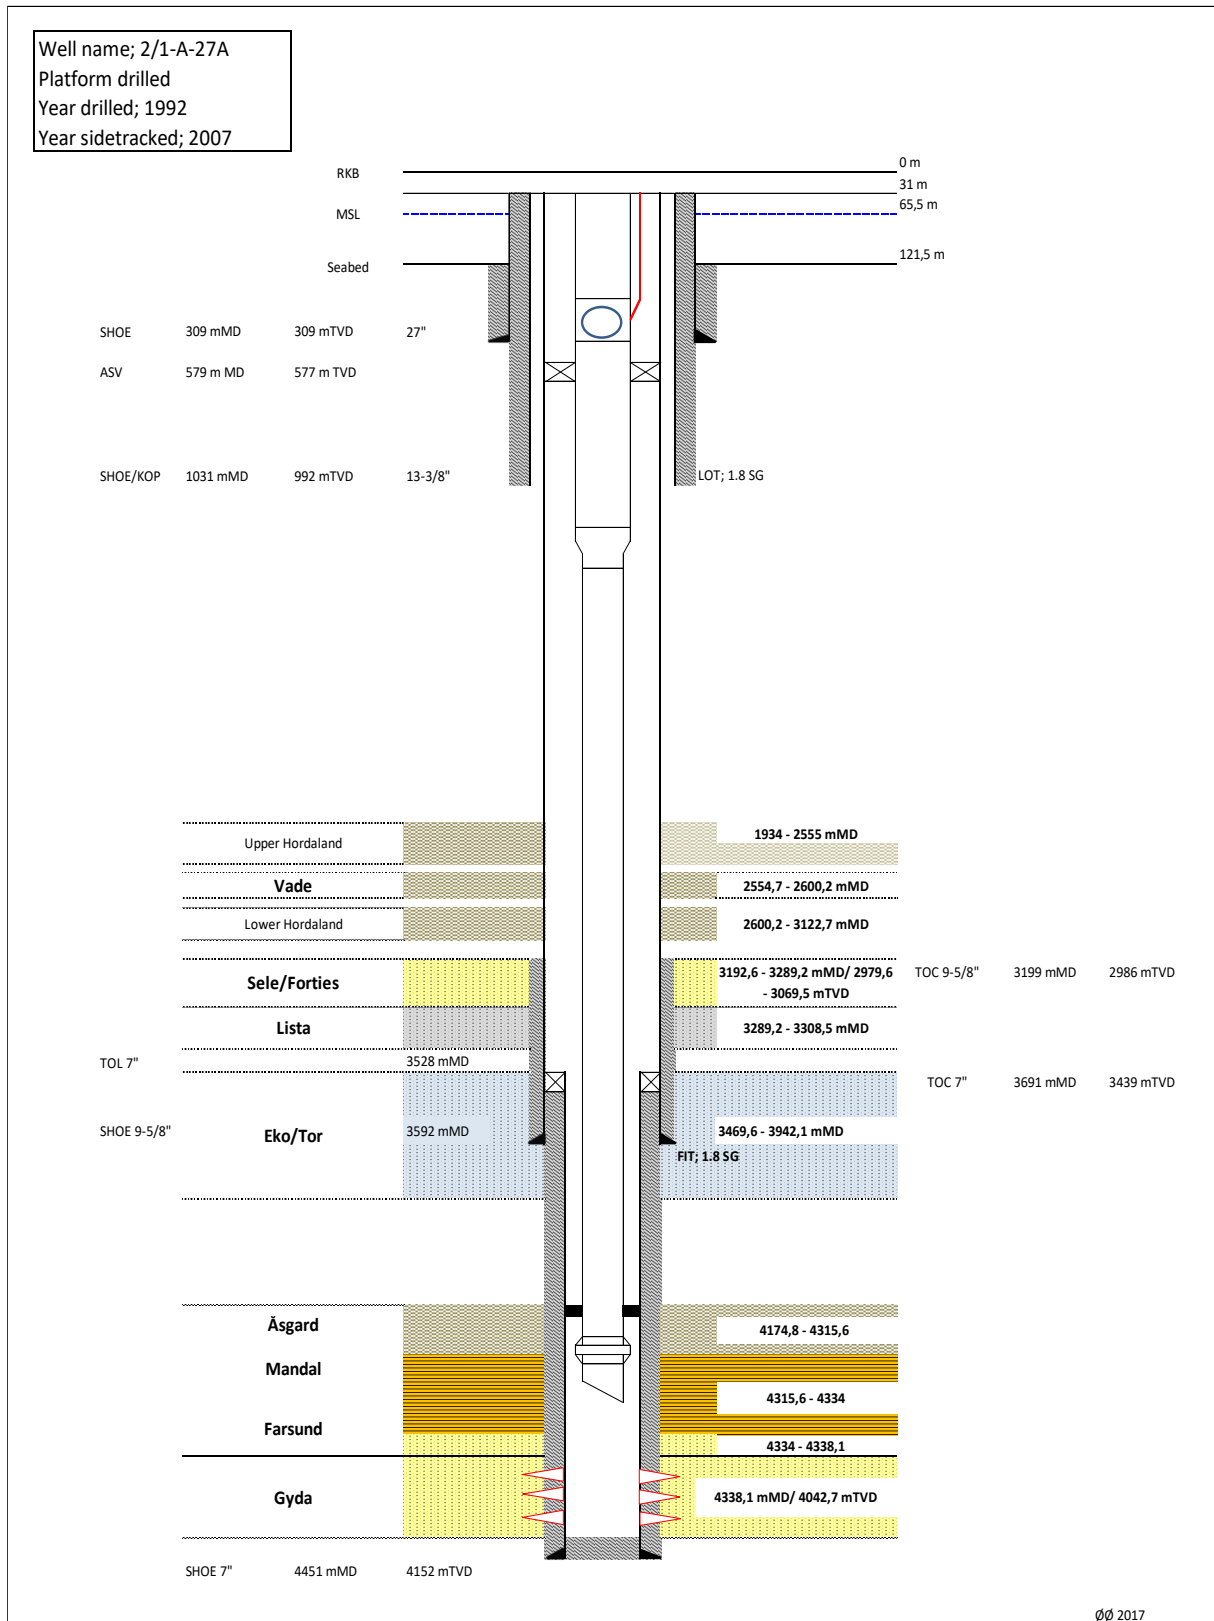 Well name; 2/1-A-27A
Platform drilled
Year drilled; 1992
Year sidetracked; 2007
RKB 0 m
31 m
MSL 65,5 m
Seabed 121,5 m
SHOE 309 mMD 309 mTVD 27"
ASV 579 m MD 577 m TVD
SHOE/KOP 1031 mMD 992 mTVD 13-3/8" LOT; 1.8 SG
Upper Hordaland 1934 - 2555 mMD
Vade 2554,7 - 2600,2 mMD
Lower Hordaland 2600,2 - 3122,7 mMD
Sele/Forties 3192,6 - 3289,2 mMD/ 2979,6
- 3069,5 mTVD
TOC 9-5/8" 3199 mMD 2986 mTVD
Lista 3289,2 - 3308,5 mMD
TOL 7" 3528 mMD
TOC 7" 3691 mMD 3439 mTVD
SHOE 9-5/8" Eko/Tor 3592 mMD 3469,6 - 3942,1 mMD
FIT; 1.8 SG
Åsgard 4174,8 - 4315,6
Mandal
4315,6 - 4334
Farsund
4334 - 4338,1
Gyda 4338,1 mMD/ 4042,7 mTVD
SHOE 7" 4451 mMD 4152 mTVD
ØØ 2017